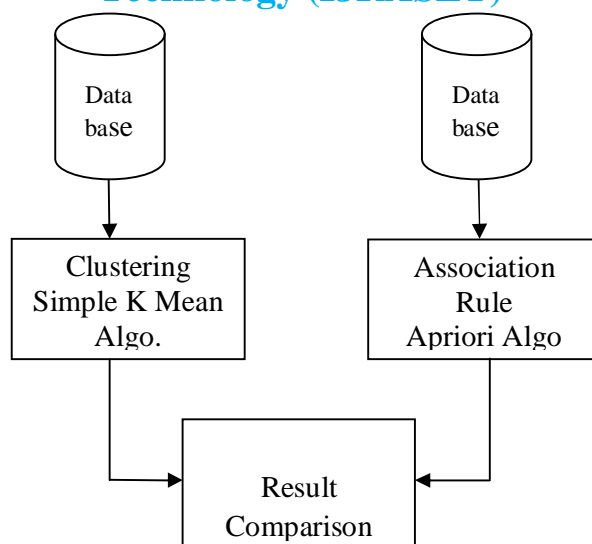 Data
base
Data
base
Clustering
Simple K Mean
Algo.
Association
Rule
Apriori Algo
Result
Comparison